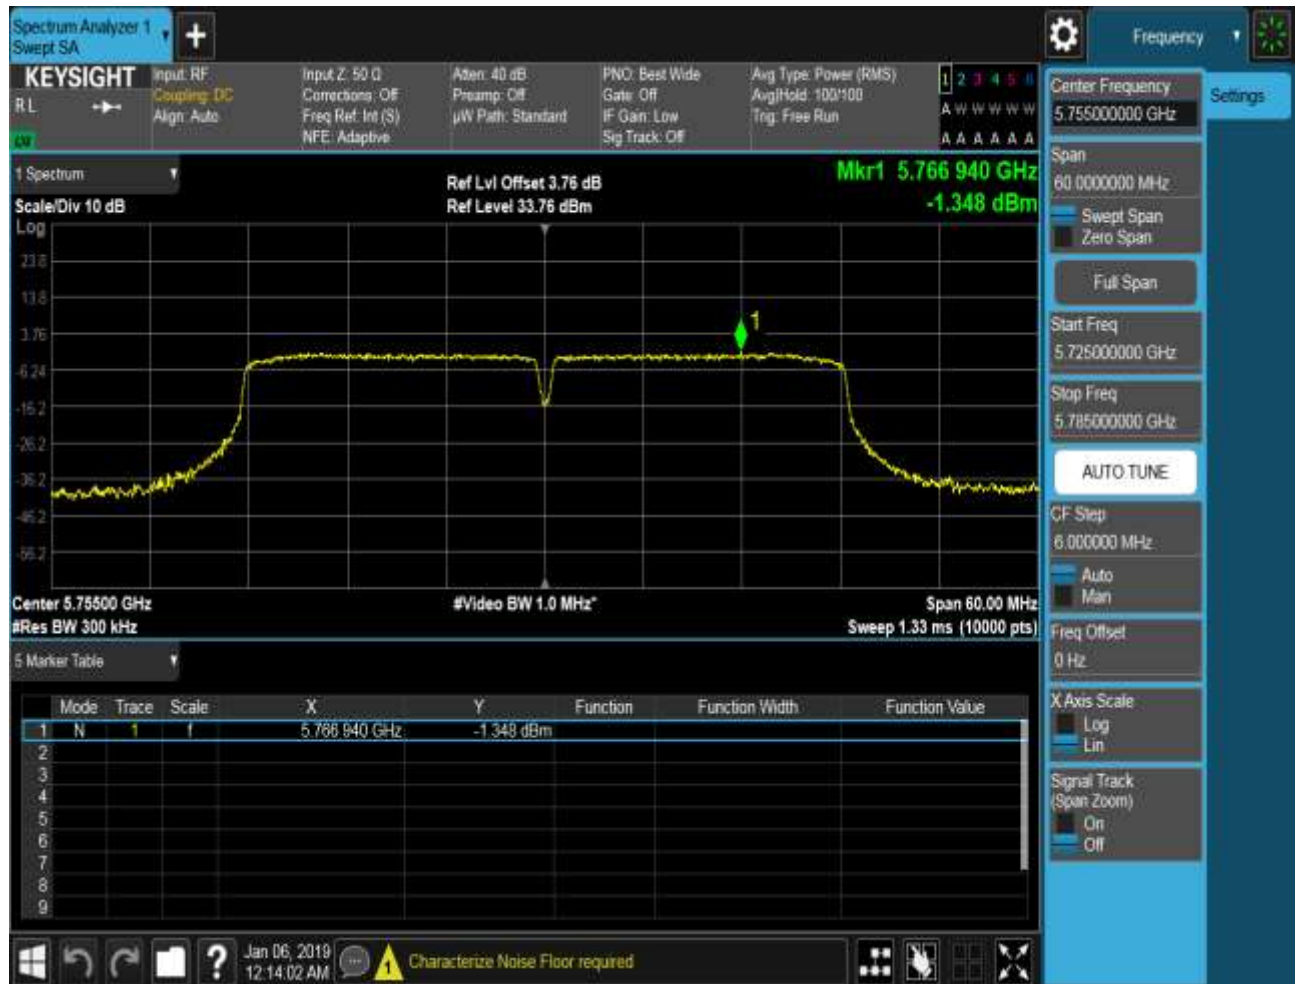 Spectrum Analyzer 1
Swept SA
Frequency
KEYSIGHT
R L
Input: RF
Coupling: DC
Align: Auto
Input Z: 50 Ω
Corrections: Off
Freq Ref: Int (S)
NFE: Adaptive
Atten: 40 dB
Preamp: Off
µW Path: Standard
PNO: Best Wide
Gate: Off
IF Gain: Low
Sig Track: Off
Avg Type: Power (RMS)
Avg|Hold: 100/100
Trig: Free Run
1 2 3 4 5 6
A W W W W W
A A A A A A
1 Spectrum
Scale/Div 10 dB
Ref Lvl Offset 3.76 dB
Ref Level 33.76 dBm
Mkr1 5.766 940 GHz
-1.348 dBm
Log
23.8
13.8
3.76
-6.24
-16.2
-26.2
-36.2
-46.2
-56.2
1
Center 5.75500 GHz
#Res BW 300 kHz
#Video BW 1.0 MHz*
Span 60.00 MHz
Sweep 1.33 ms (10000 pts)
5 Marker Table
Mode Trace Scale X Y Function Function Width Function Value
1 N 1 f 5.766 940 GHz -1.348 dBm
2
3
4
5
6
7
8
9
Jan 06, 2019
12:14:02 AM
?
1
Characterize Noise Floor required
Settings
Center Frequency
5.755000000 GHz
Span
60.0000000 MHz
Swept Span
Zero Span
Full Span
Start Freq
5.725000000 GHz
Stop Freq
5.785000000 GHz
AUTO TUNE
CF Step
6.000000 MHz
Auto
Man
Freq Offset
0 Hz
X Axis Scale
Log
Lin
Signal Track
(Span Zoom)
On
Off